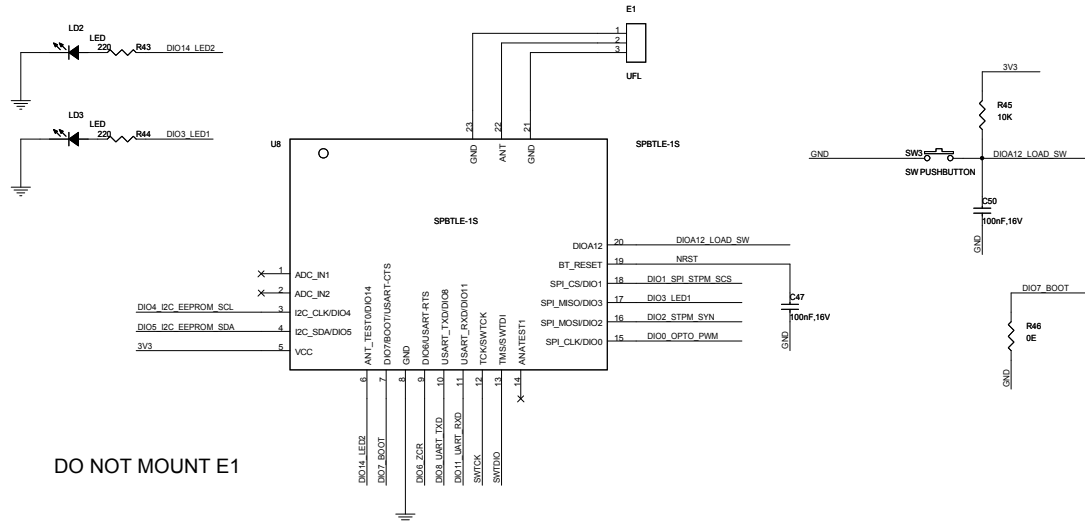 E1
1
2
3
UFL
LD2
LED
220
R43
DIO14_LED2
LD3
LED
220
R44
DIO3_LED1
3V3
R45
10K
GND
SW3
SW PUSHBUTTON
DIOA12_LOAD_SW
C50
100nF,16V
GND
U8
SPBTLE-1S
23
22
21
GND
ANT
GND
SPBTLE-1S
1
ADC_IN1
2
ADC_IN2
DIO4_I2C_EEPROM_SCL
3
I2C_CLK/DIO4
DIO5_I2C_EEPROM_SDA
4
I2C_SDA/DIO5
3V3
5
VCC
DIOA12
20
DIOA12_LOAD_SW
BT_RESET
19
NRST
SPI_CS/DIO1
18
DIO1_SPI_STPM_SCS
SPI_MISO/DIO3
17
DIO3_LED1
SPI_MOSI/DIO2
16
DIO2_STPM_SYN
SPI_CLK/DIO0
15
DIO0_OPTO_PWM
C47
100nF,16V
GND
DIO7_BOOT
R46
0E
GND
ANT_TEST0/DIO14
DIO7/BOOT/USART-CTS
GND
DIO6/USART-RTS
USART_TXD/DIO8
USART_RXD/DIO11
TCK/SWTCK
TMS/SWTDI
ANATEST1
6
7
8
9
10
11
12
13
14
DIO14_LED2
DIO7_BOOT
DIO6_ZCR
DIO8_UART_TXD
DIO11_UART_RXD
SWTCK
SWTDIO
DO NOT MOUNT E1